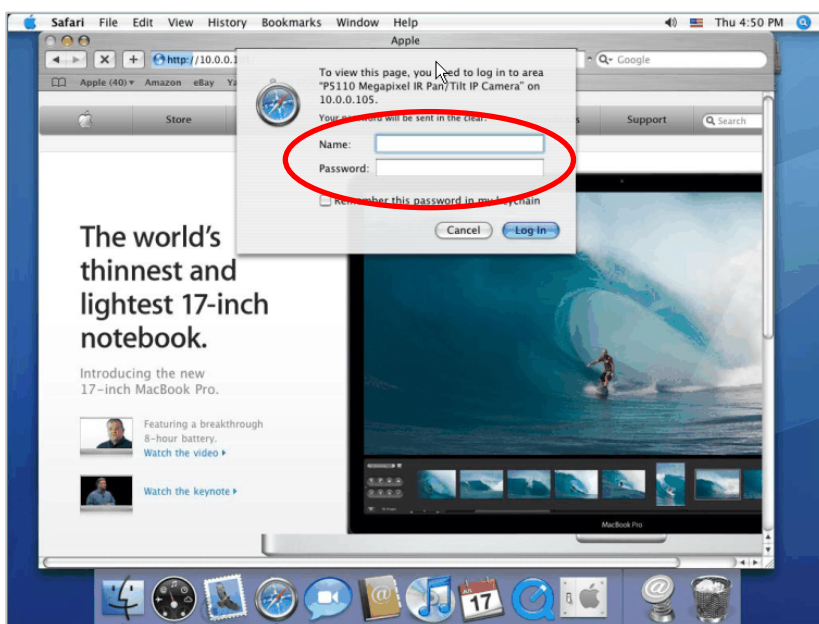 Safari File Edit View History Bookmarks Window Help Thu 4:50 PM
Apple
http://10.0.0.1
Google
Apple (40) Amazon eBay
Store Support Search
To view this page, you need to log in to area
"P5110 Megapixel IR Pan/Tilt IP Camera" on
10.0.0.105.
Your password will be sent in the clear.
Name:
Password:
Remember this password in my keychain
Cancel Log In
The world's
thinnest and
lightest 17-inch
notebook.
Introducing the new
17-inch MacBook Pro.
Featuring a breakthrough
8-hour battery.
Watch the video
Watch the keynote
MacBook Pro
17